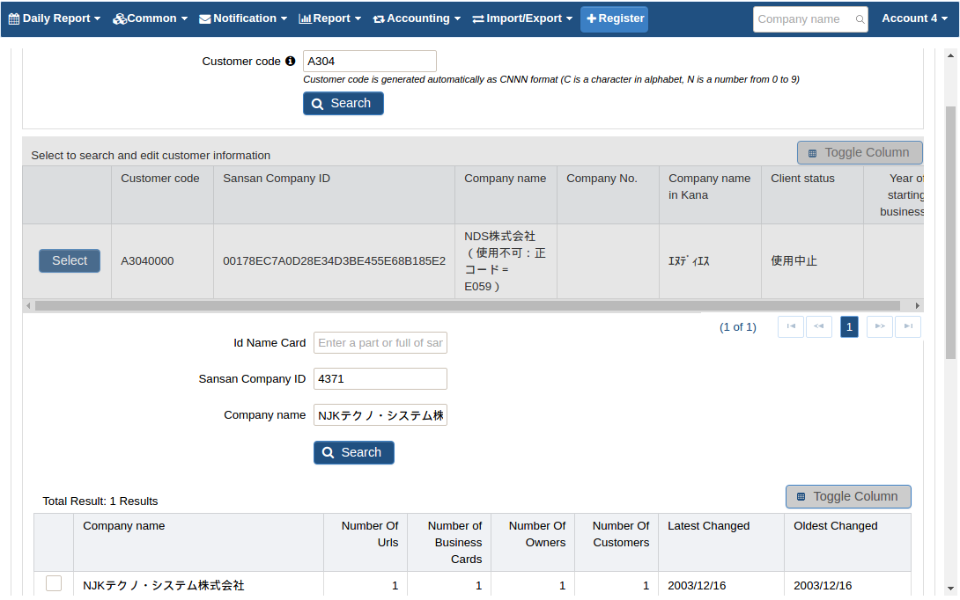 Daily Report Common Notification Report Accounting Import/Export Register Company name Account 4
Customer code A304
Customer code is generated automatically as CNNN format (C is a character in alphabet, N is a number from 0 to 9)
Search
Select to search and edit customer information Toggle Column
Customer code Sansan Company ID Company name Company No. Company name Client status Year of
in Kana starting
business
NDS株式会社
(使用不可:正
Select A3040000 00178EC7A0D28E34D3BE455E68B185E2 コード= ｴﾇﾃﾞｨｴｽ 使用中止
E059)
(1 of 1) 1
Id Name Card Enter a part or full of sar
Sansan Company ID 4371
Company name NJKテクノ・システム株
Search
Total Result: 1 Results Toggle Column
Company name Number Of Number of Number Of Number Of Latest Changed Oldest Changed
Urls Business Owners Customers
Cards
NJKテクノ・システム株式会社 1 1 1 1 2003/12/16 2003/12/16